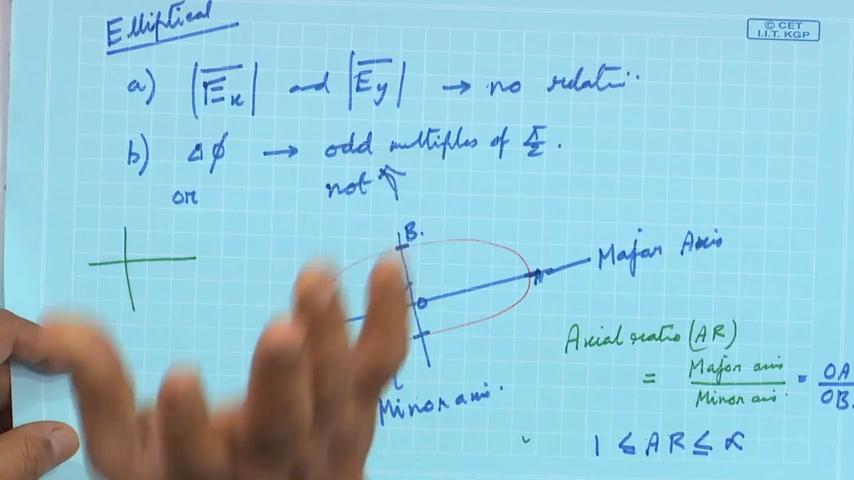 Elliptical
© CET
I.I.T. KGP
a) |Ex| and |Ey| → no relati..
b) Δφ → odd multiples of π/2.
or not
B.
Major Axis
A
O
Axial ratio (AR)
= Major axis / Minor axis = OA / OB.
Minor axis.
1 ≤ AR ≤ ∝